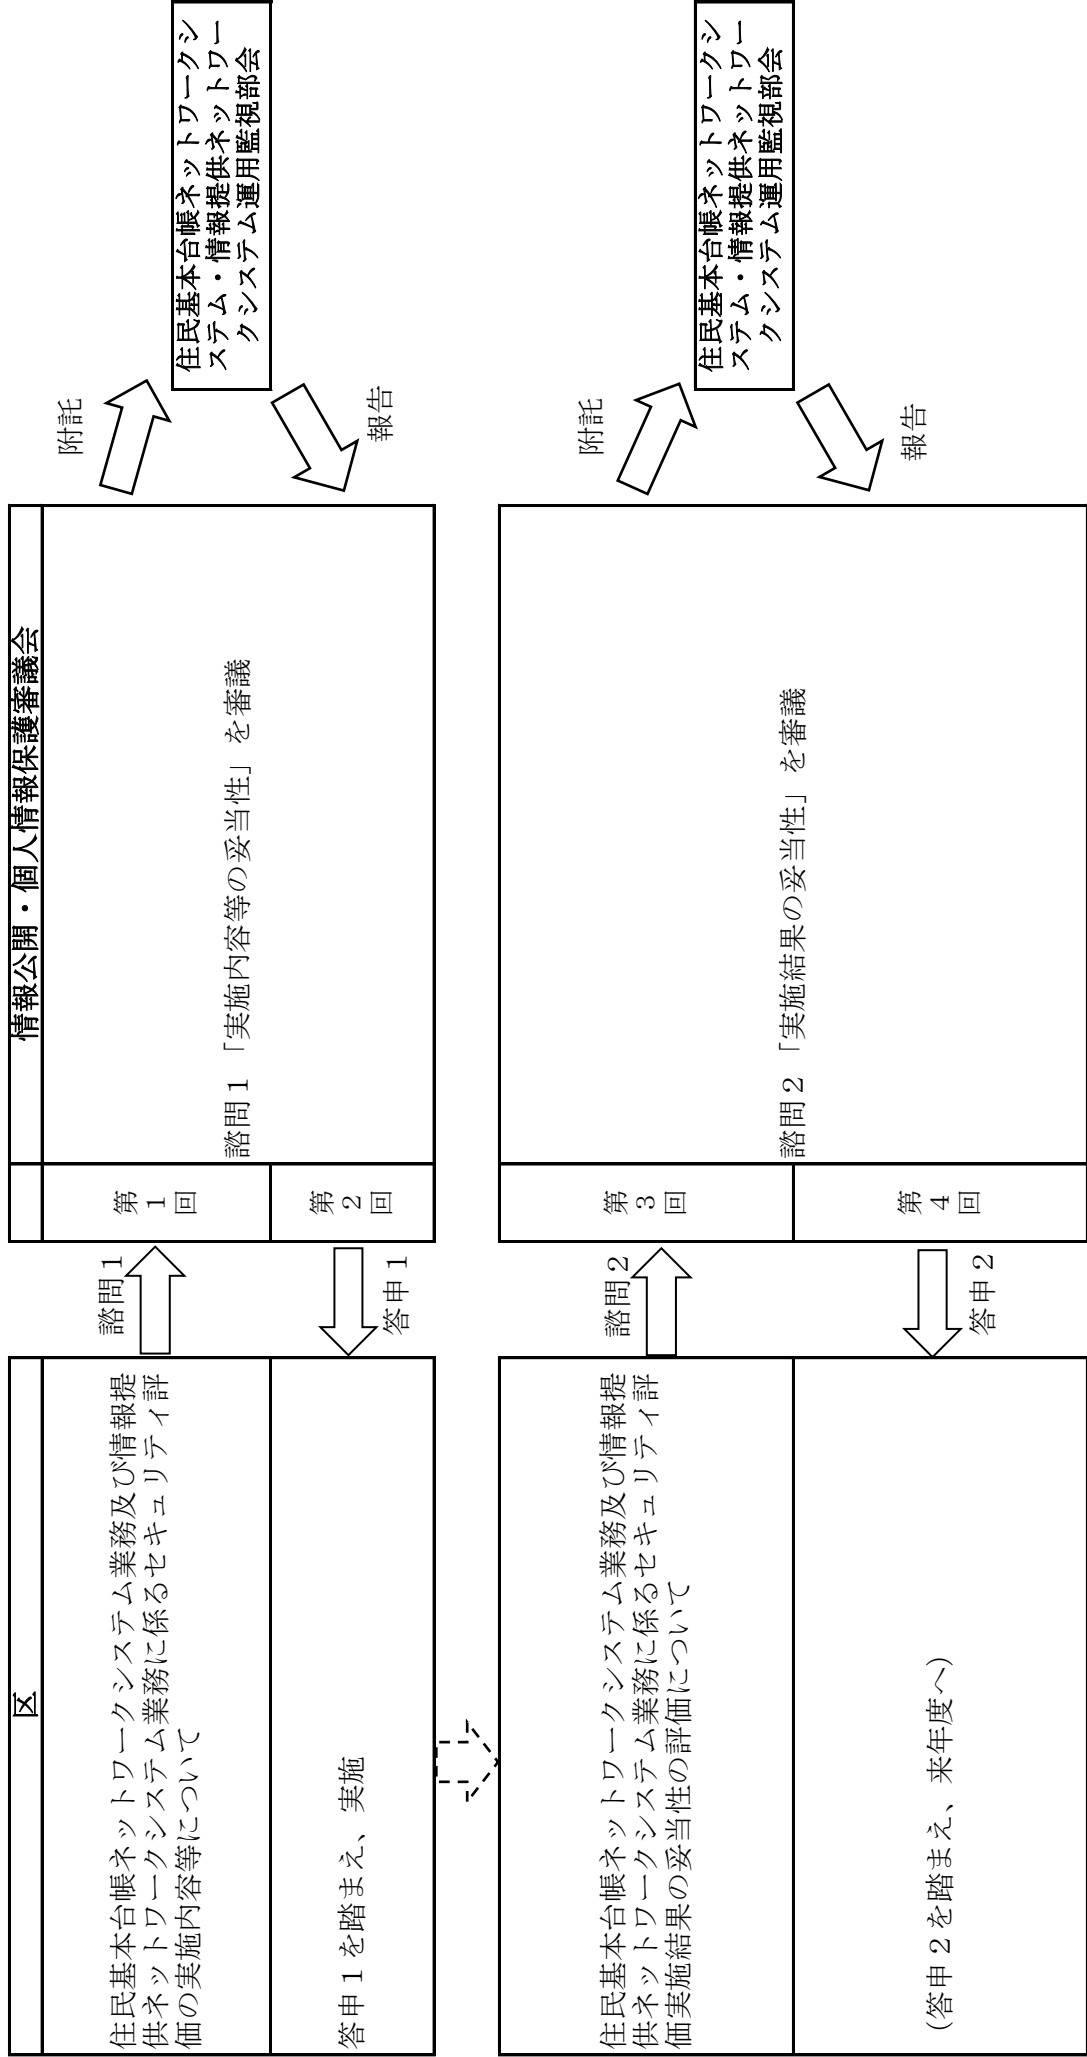 区
情報公開・個人情報保護審議会
住民基本台帳ネットワークシステム業務及び情報提
供ネットワークシステム業務に係るセキュリティ評
価の実施内容等について
諮問1
第
1
回
諮問1「実施内容等の妥当性」を審議
附託
住民基本台帳ネットワークシ
ステム・情報提供ネットワー
クシステム運用監視部会
答申1を踏まえ、実施
答申1
第
2
回
報告
住民基本台帳ネットワークシステム業務及び情報提
供ネットワークシステム業務に係るセキュリティ評
価実施結果の妥当性の評価について
諮問2
第
3
回
諮問2「実施結果の妥当性」を審議
附託
住民基本台帳ネットワークシ
ステム・情報提供ネットワー
クシステム運用監視部会
(答申2を踏まえ、来年度へ)
答申2
第
4
回
報告